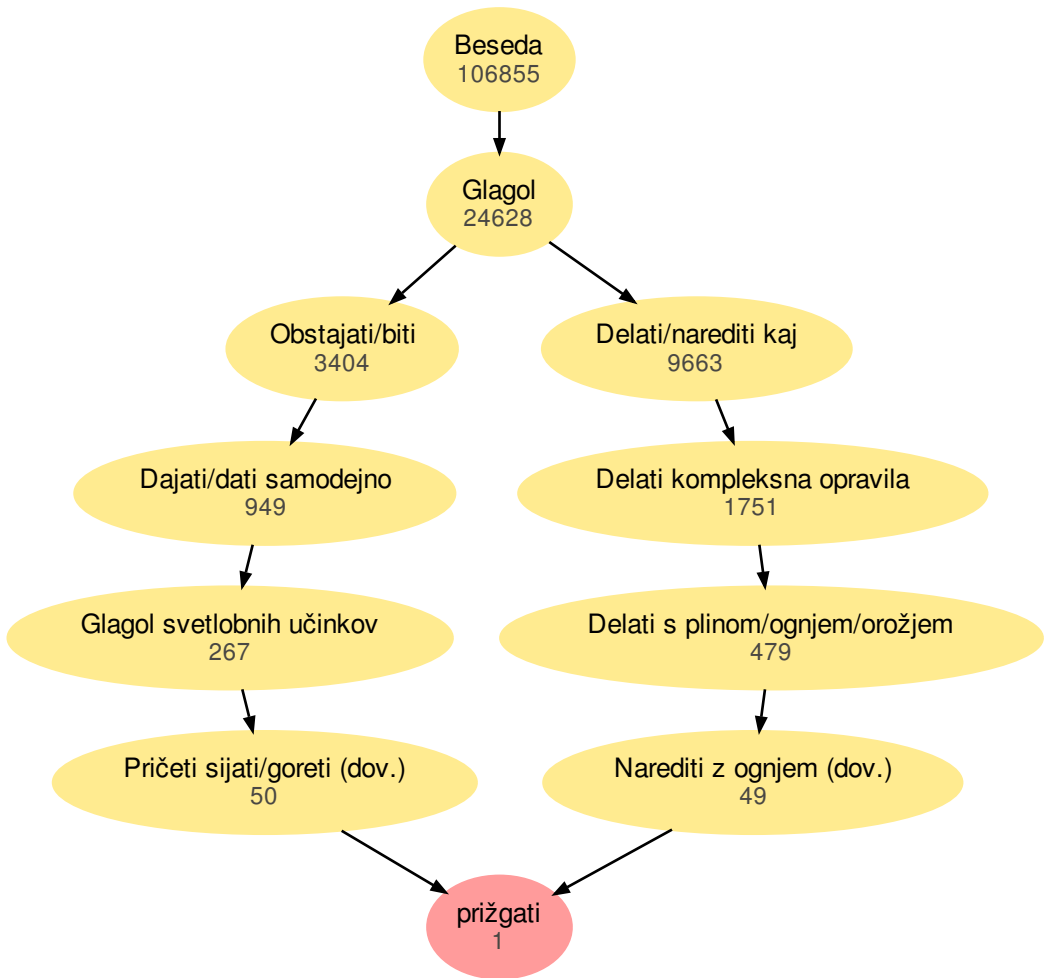 Beseda
106855
Glagol
24628
Obstajati/biti
3404
Delati/narediti kaj
9663
Dajati/dati samodejno
949
Delati kompleksna opravila
1751
Glagol svetlobnih učinkov
267
Delati s plinom/ognjem/orožjem
479
Pričeti sijati/goreti (dov.)
50
Narediti z ognjem (dov.)
49
prižgati
1